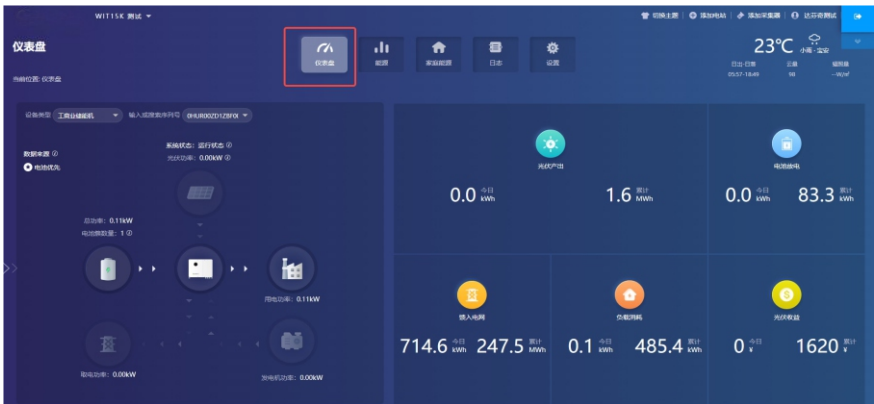 WIT15K 测试
切换主题 添加电站 添加采集器 达芬奇测试
仪表盘
仪表盘 能源 家庭能源 日志 设置
23℃ 小雨-宝安
当前位置: 仪表盘
日出-日落 云量 辐射量
05:57-18:49 98 --W/㎡
设备类型 工商业储能机 输入或搜索序列号 0HUR00ZD1ZBF0I
数据来源
电池优先
系统状态: 运行状态
光伏功率: 0.00kW
总功率: 0.11kW
电池簇数量: 1
用电功率: 0.11kW
取电功率: 0.00kW
发电机功率: 0.00kW
光伏产出
0.0 今日 kWh 1.6 累计 MWh
电池放电
0.0 今日 kWh 83.3 累计 kWh
馈入电网
714.6 今日 kWh 247.5 累计 MWh
负载消耗
0.1 今日 kWh 485.4 累计 kWh
光伏收益
0 今日 ¥ 1620 累计 ¥